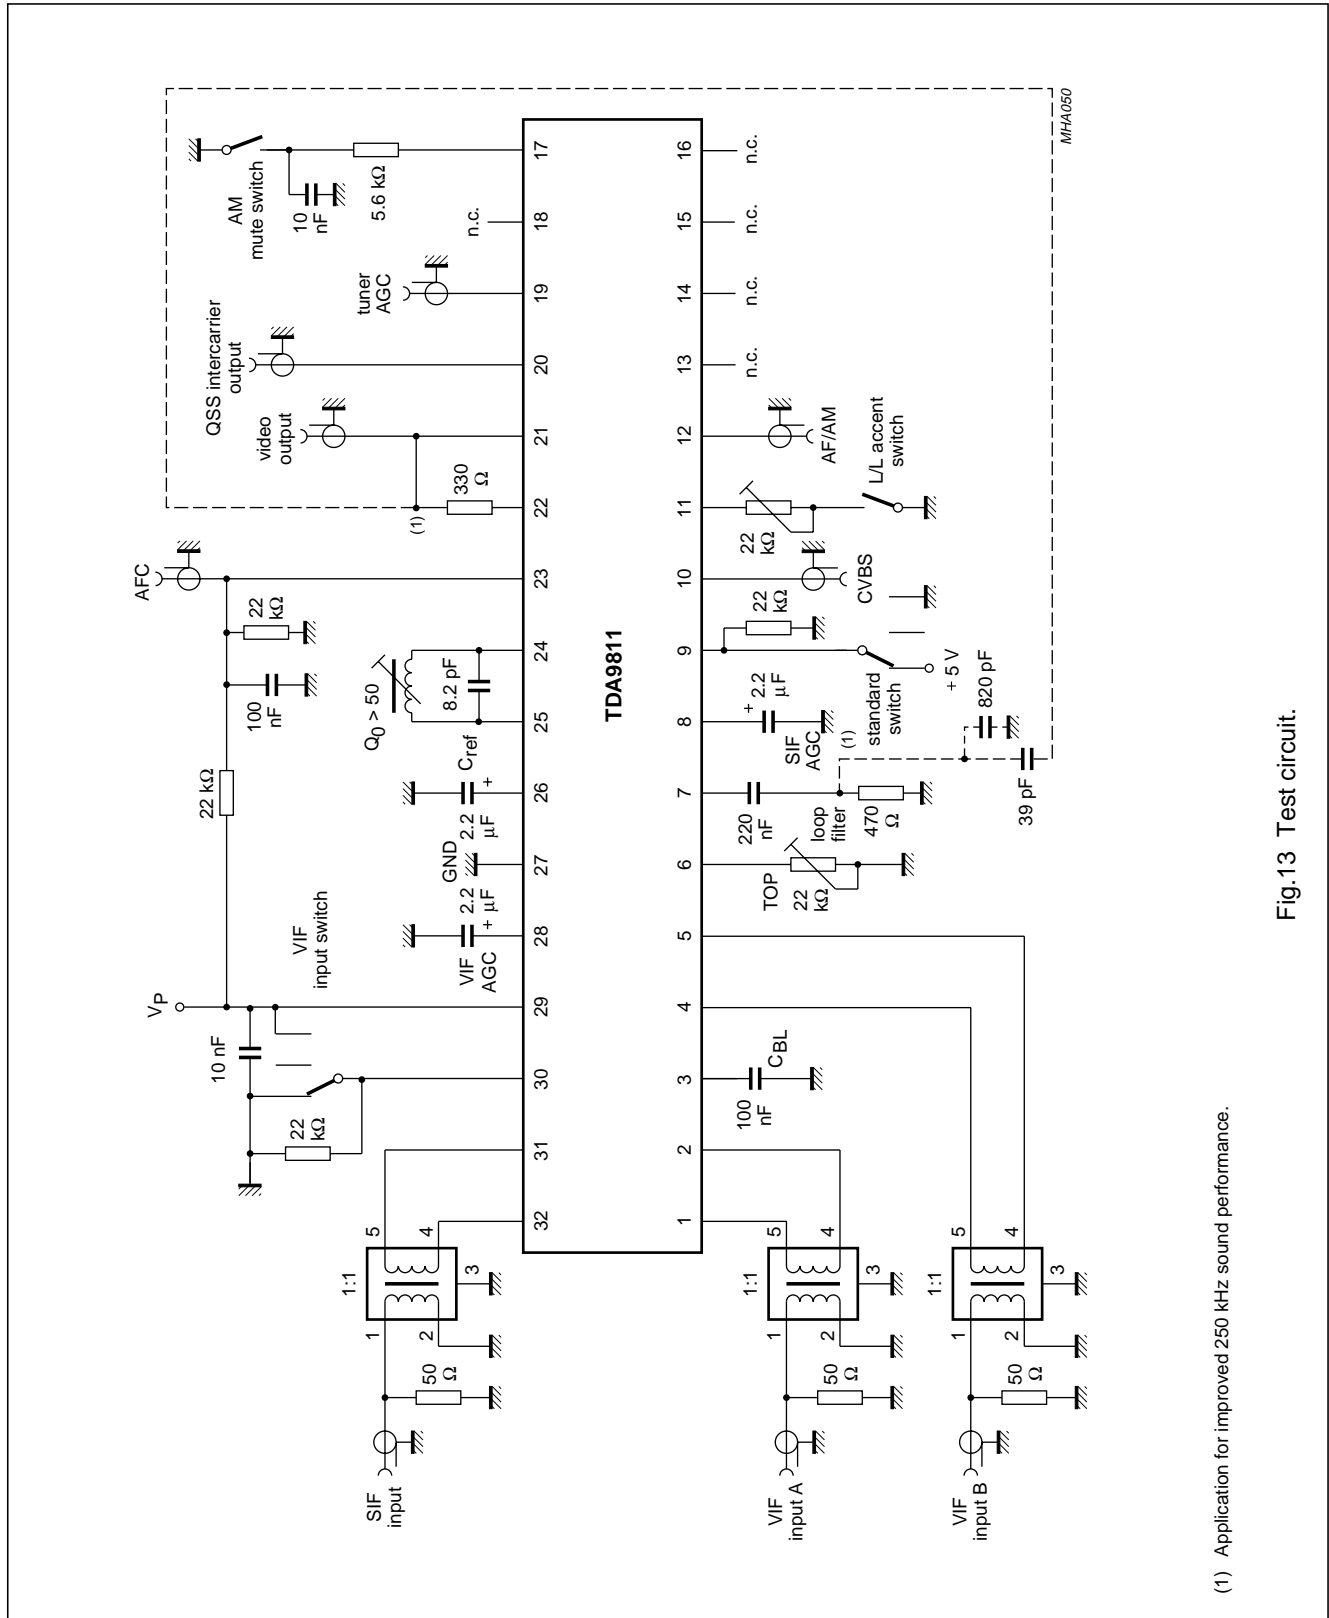 SIF
input
50
Ω
1:1
1
2
3
4
5
32
31
22
kΩ
10 nF
30
VP
29
VIF
input switch
VIF
AGC
2.2
μF
+
28
GND
27
2.2
μF
+
Cref
26
22 kΩ
100
nF
22
kΩ
Q0 > 50
8.2 pF
25
24
AFC
23
(1)
330
Ω
22
video
output
21
QSS intercarrier
output
20
tuner
AGC
19
n.c.
18
AM
mute switch
10
nF
5.6 kΩ
17
TDA9811
VIF
input A
50
Ω
1:1
1
2
3
4
5
1
2
VIF
input B
50
Ω
1:1
1
2
3
4
5
3
100
nF
CBL
4
5
6
TOP
22
kΩ
7
220
nF
loop
filter
470
Ω
(1)
8
SIF
AGC
+
2.2
μF
9
22
kΩ
standard
switch
+ 5 V
820 pF
39 pF
10
CVBS
11
22
kΩ
L/L accent
switch
12
AF/AM
13
n.c.
14
n.c.
15
n.c.
16
n.c.
MHA050
(1) Application for improved 250 kHz sound performance.
Fig.13 Test circuit.